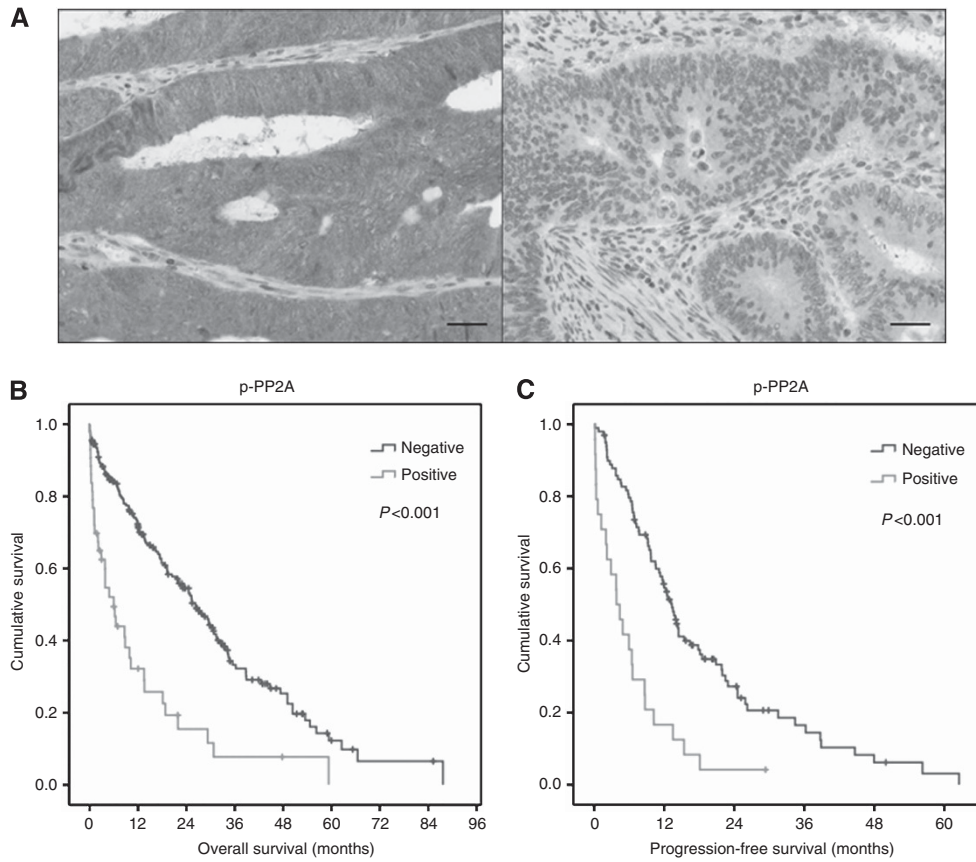 A
B
p-PP2A
Cumulative survival
1.0
0.8
0.6
0.4
0.2
0.0
Negative
Positive
P<0.001
0 12 24 36 48 60 72 84 96
Overall survival (months)
C
p-PP2A
Cumulative survival
1.0
0.8
0.6
0.4
0.2
0.0
Negative
Positive
P<0.001
0 12 24 36 48 60
Progression-free survival (months)